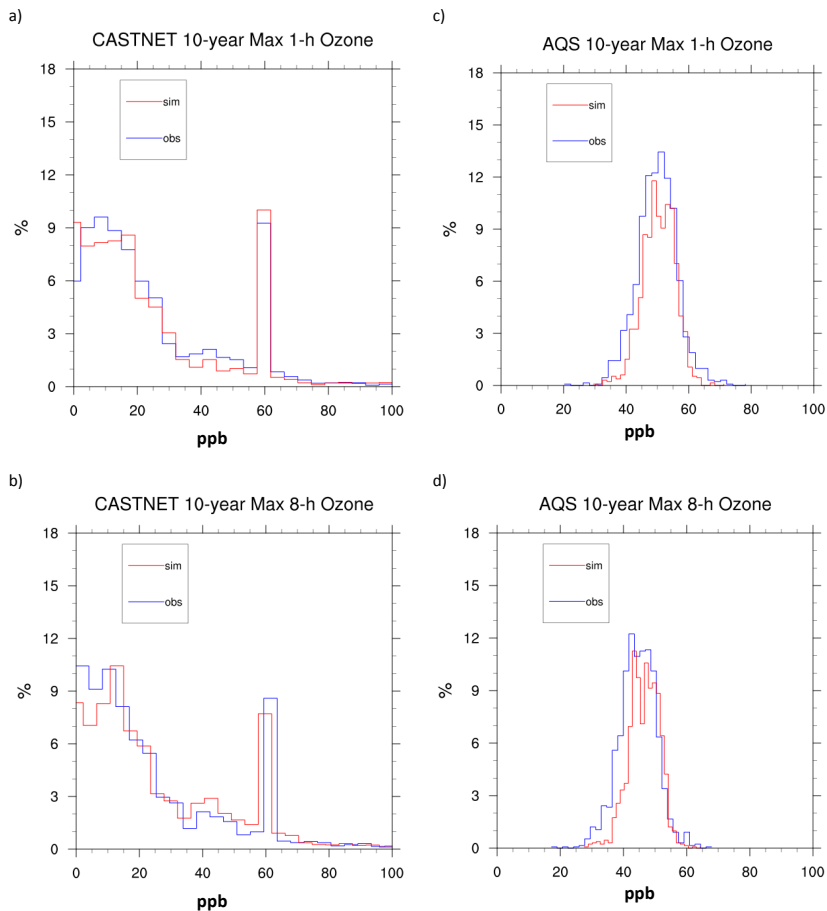 a)
CASTNET 10-year Max 1-h Ozone
18
15
12
9
6
3
0
%
sim
obs
0 20 40 60 80 100
ppb
c)
AQS 10-year Max 1-h Ozone
18
15
12
9
6
3
0
%
sim
obs
0 20 40 60 80 100
ppb
b)
CASTNET 10-year Max 8-h Ozone
18
15
12
9
6
3
0
%
sim
obs
0 20 40 60 80 100
ppb
d)
AQS 10-year Max 8-h Ozone
18
15
12
9
6
3
0
%
sim
obs
0 20 40 60 80 100
ppb